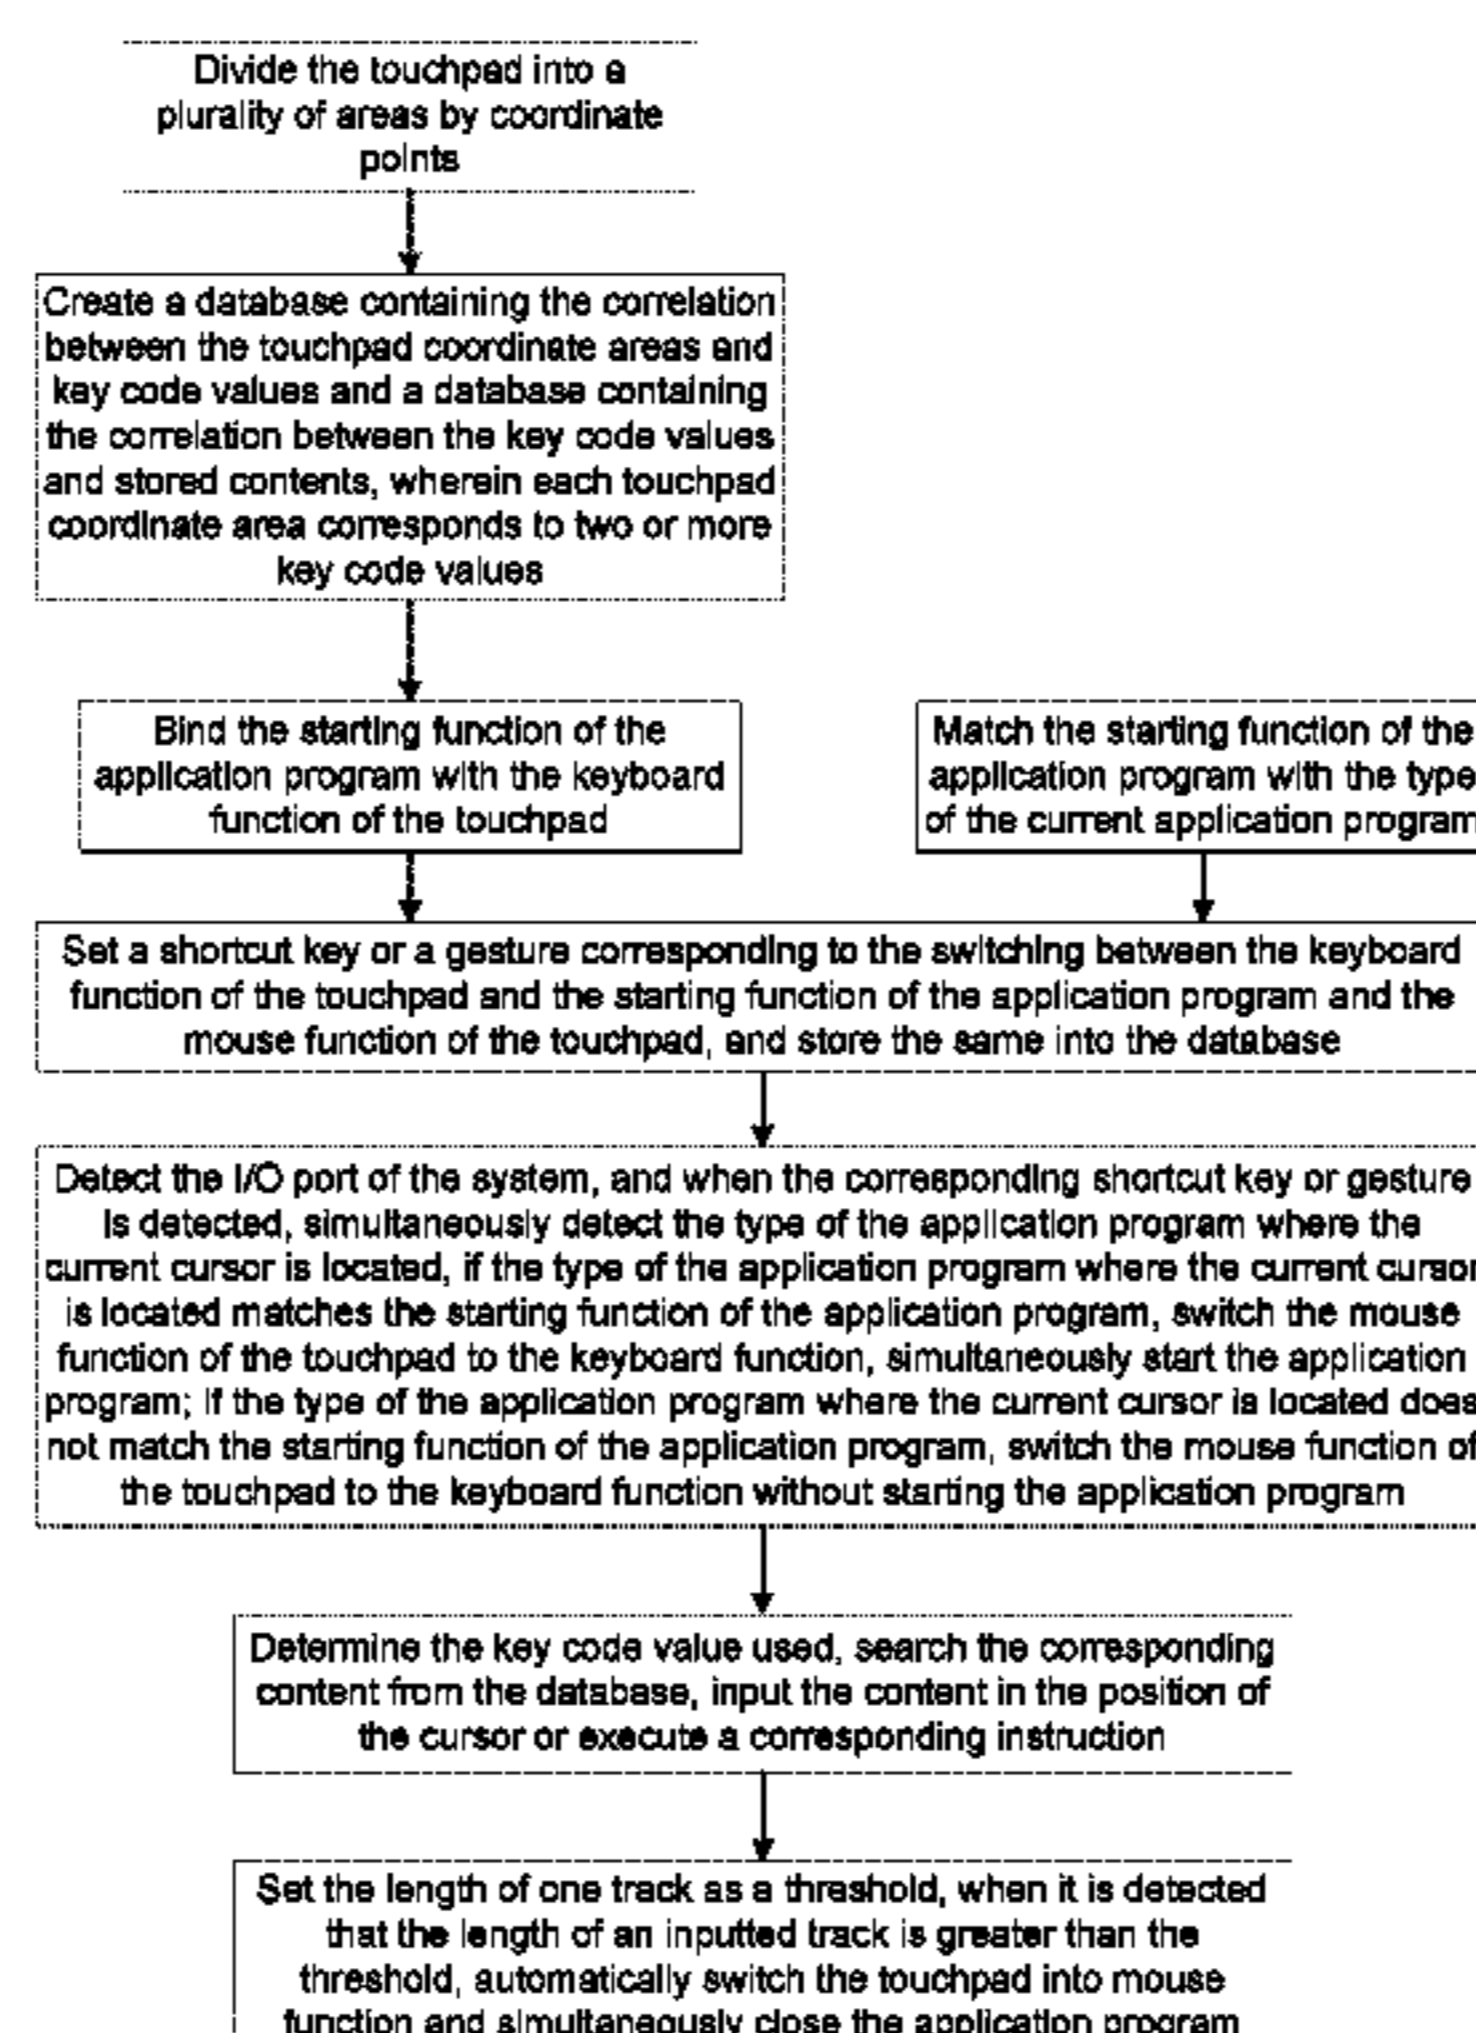 Divide the touchpad into a
plurality of areas by coordinate
points
Create a database containing the correlation
between the touchpad coordinate areas and
key code values and a database containing
the correlation between the key code values
and stored contents, wherein each touchpad
coordinate area corresponds to two or more
key code values
Bind the starting function of the
application program with the keyboard
function of the touchpad
Match the starting function of the
application program with the type
of the current application program
Set a shortcut key or a gesture corresponding to the switching between the keyboard
function of the touchpad and the starting function of the application program and the
mouse function of the touchpad, and store the same into the database
Detect the I/O port of the system, and when the corresponding shortcut key or gesture
is detected, simultaneously detect the type of the application program where the
current cursor is located, if the type of the application program where the current cursor
is located matches the starting function of the application program, switch the mouse
function of the touchpad to the keyboard function, simultaneously start the application
program; if the type of the application program where the current cursor is located does
not match the starting function of the application program, switch the mouse function of
the touchpad to the keyboard function without starting the application program
Determine the key code value used, search the corresponding
content from the database, input the content in the position of
the cursor or execute a corresponding instruction
Set the length of one track as a threshold, when it is detected
that the length of an inputted track is greater than the
threshold, automatically switch the touchpad into mouse
function and simultaneously close the application program